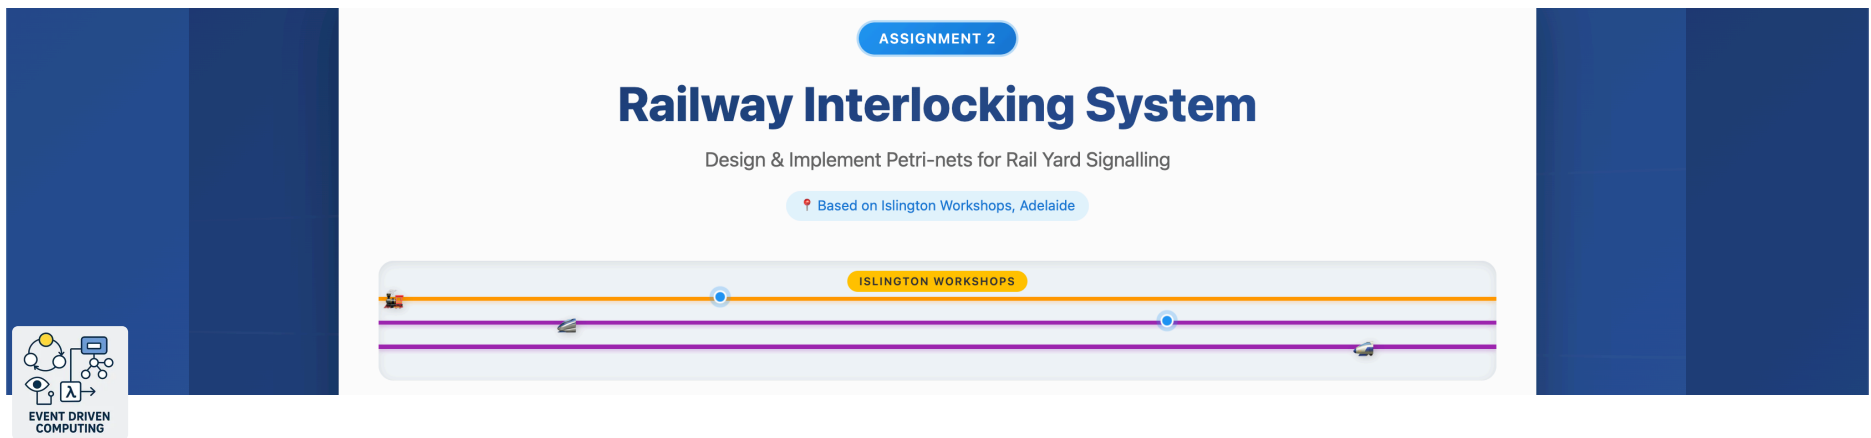 ASSIGNMENT 2
Railway Interlocking System
Design & Implement Petri-nets for Rail Yard Signalling
Based on Islington Workshops, Adelaide
ISLINGTON WORKSHOPS
λ
EVENT DRIVEN
COMPUTING